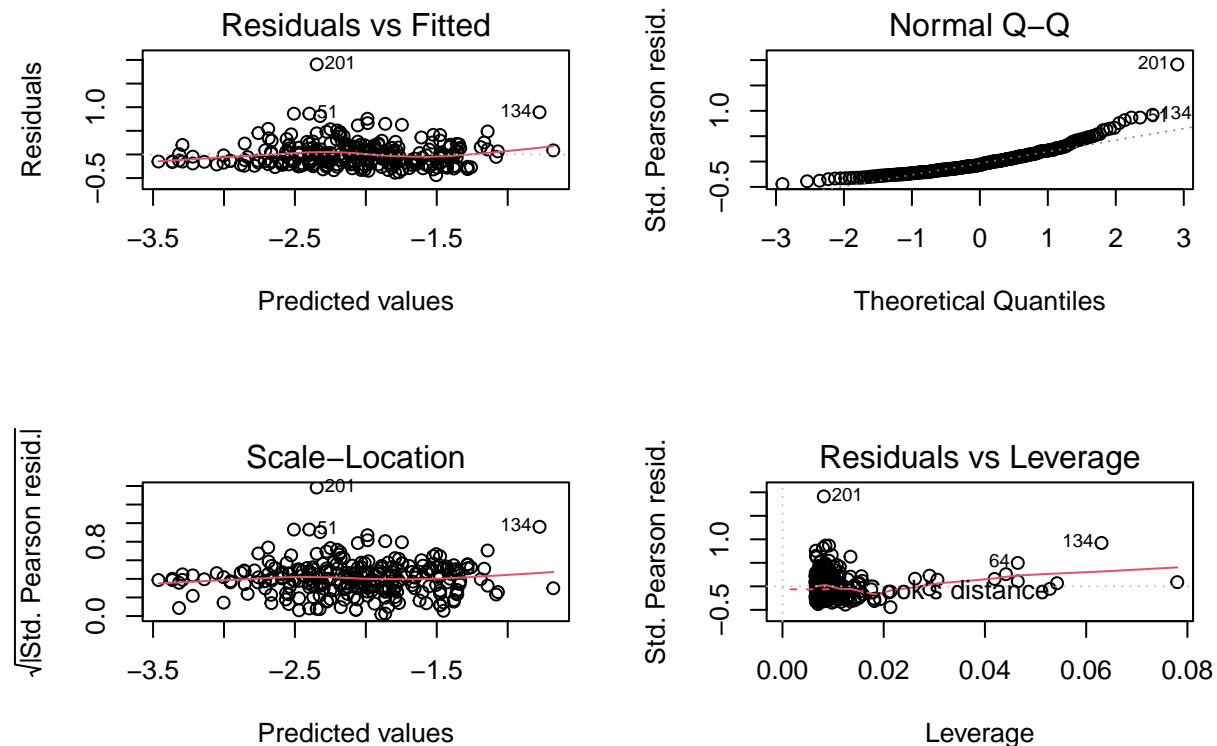 Residuals vs Fitted
Residuals
1.0
−0.5
201
51
134
−3.5
−2.5
−1.5
Predicted values
Normal Q−Q
Std. Pearson resid.
1.0
−0.5
201
51
134
−3
−2
−1
0
1
2
3
Theoretical Quantiles
Scale−Location
√|Std. Pearson resid.|
0.8
0.0
201
51
134
−3.5
−2.5
−1.5
Predicted values
Residuals vs Leverage
Std. Pearson resid.
1.0
−0.5
201
64
134
distance
0.00
0.02
0.04
0.06
0.08
Leverage